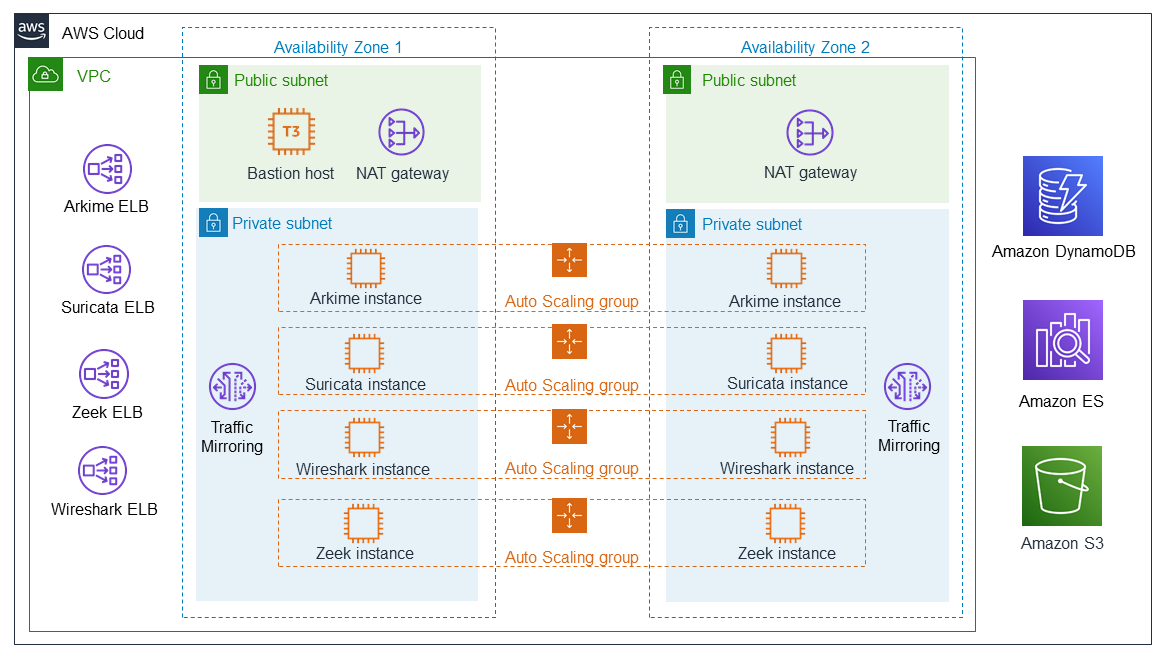 aws
AWS Cloud
VPC
Availability Zone 1
Availability Zone 2
Public subnet
T3
Bastion host
NAT gateway
Public subnet
NAT gateway
Arkime ELB
Suricata ELB
Zeek ELB
Wireshark ELB
Private subnet
Arkime instance
Suricata instance
Traffic
Mirroring
Wireshark instance
Zeek instance
Auto Scaling group
Auto Scaling group
Auto Scaling group
Auto Scaling group
Private subnet
Arkime instance
Suricata instance
Traffic
Mirroring
Wireshark instance
Zeek instance
Amazon DynamoDB
Amazon ES
Amazon S3